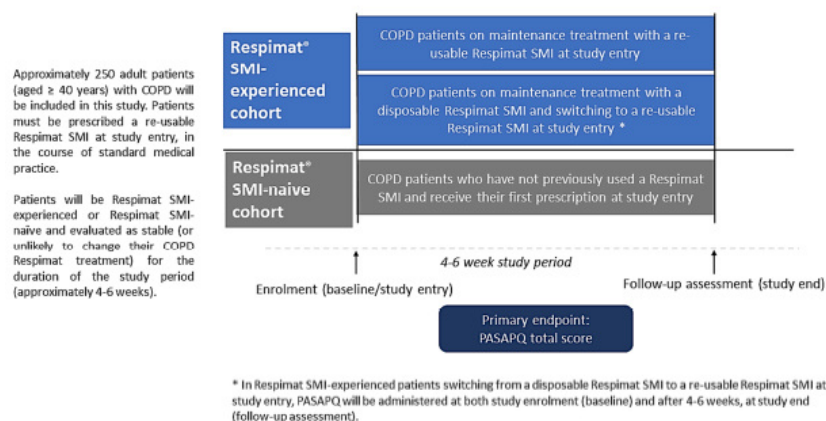 Approximately 250 adult patients
(aged ≥ 40 years) with COPD will
be included in this study. Patients
must be prescribed a re-usable
Respimat SMI at study entry, in
the course of standard medical
practice.
Patients will be Respimat SMI-
experienced or Respimat SMI-
naïve and evaluated as stable (or
unlikely to change their COPD
Respimat treatment) for the
duration of the study period
(approximately 4-6 weeks).
Respimat®
SMI-
experienced
cohort
COPD patients on maintenance treatment with a re-
usable Respimat SMI at study entry
COPD patients on maintenance treatment with a
disposable Respimat SMI and switching to a re-usable
Respimat SMI at study entry *
Respimat®
SMI-naive
cohort
COPD patients who have not previously used a Respimat
SMI and receive their first prescription at study entry
4-6 week study period
Enrolment (baseline/study entry)
Follow-up assessment (study end)
Primary endpoint:
PASAPQ total score
* In Respimat SMI-experienced patients switching from a disposable Respimat SMI to a re-usable Respimat SMI at
study entry, PASAPQ will be administered at both study enrolment (baseline) and after 4-6 weeks, at study end
(follow-up assessment).